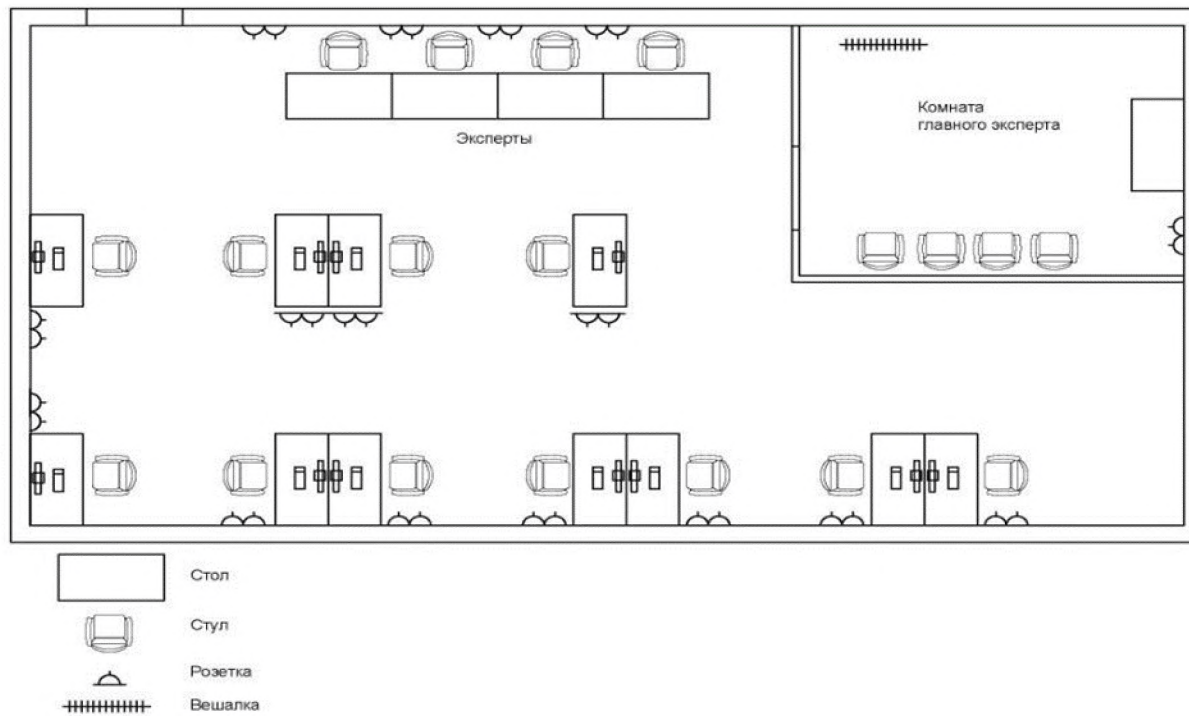 Комната
главного эксперта
Эксперты
Стол
Стул
Розетка
Вешалка